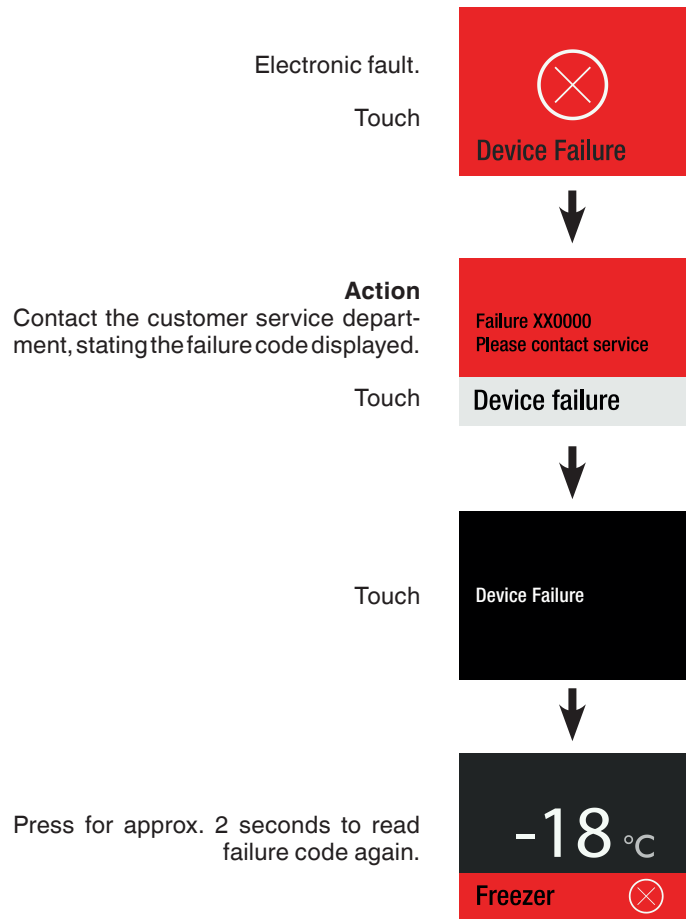 Electronic fault.
Touch
Device Failure
Action
Contact the customer service depart-
ment, stating the failure code displayed.
Failure XX0000
Please contact service
Touch
Device failure
Touch
Device Failure
Press for approx. 2 seconds to read
failure code again.
-18 °C
Freezer